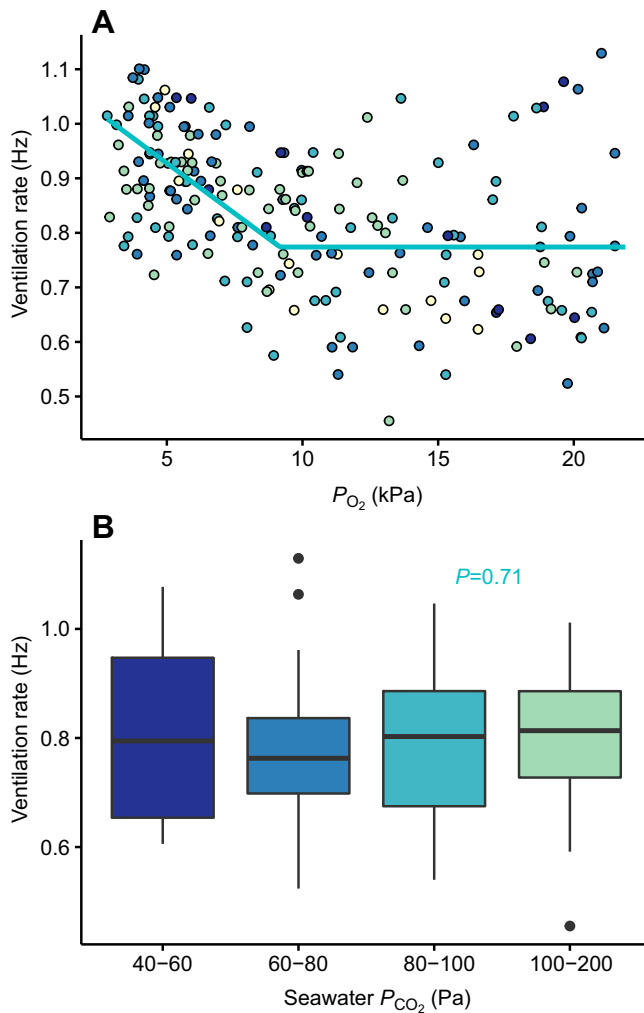 A
1.1
1.0
0.9
0.8
0.7
0.6
0.5
Ventilation rate (Hz)
5 10 15 20
P_O2 (kPa)
B
P=0.71
1.0
0.8
0.6
Ventilation rate (Hz)
40–60 60–80 80–100 100–200
Seawater P_CO2 (Pa)